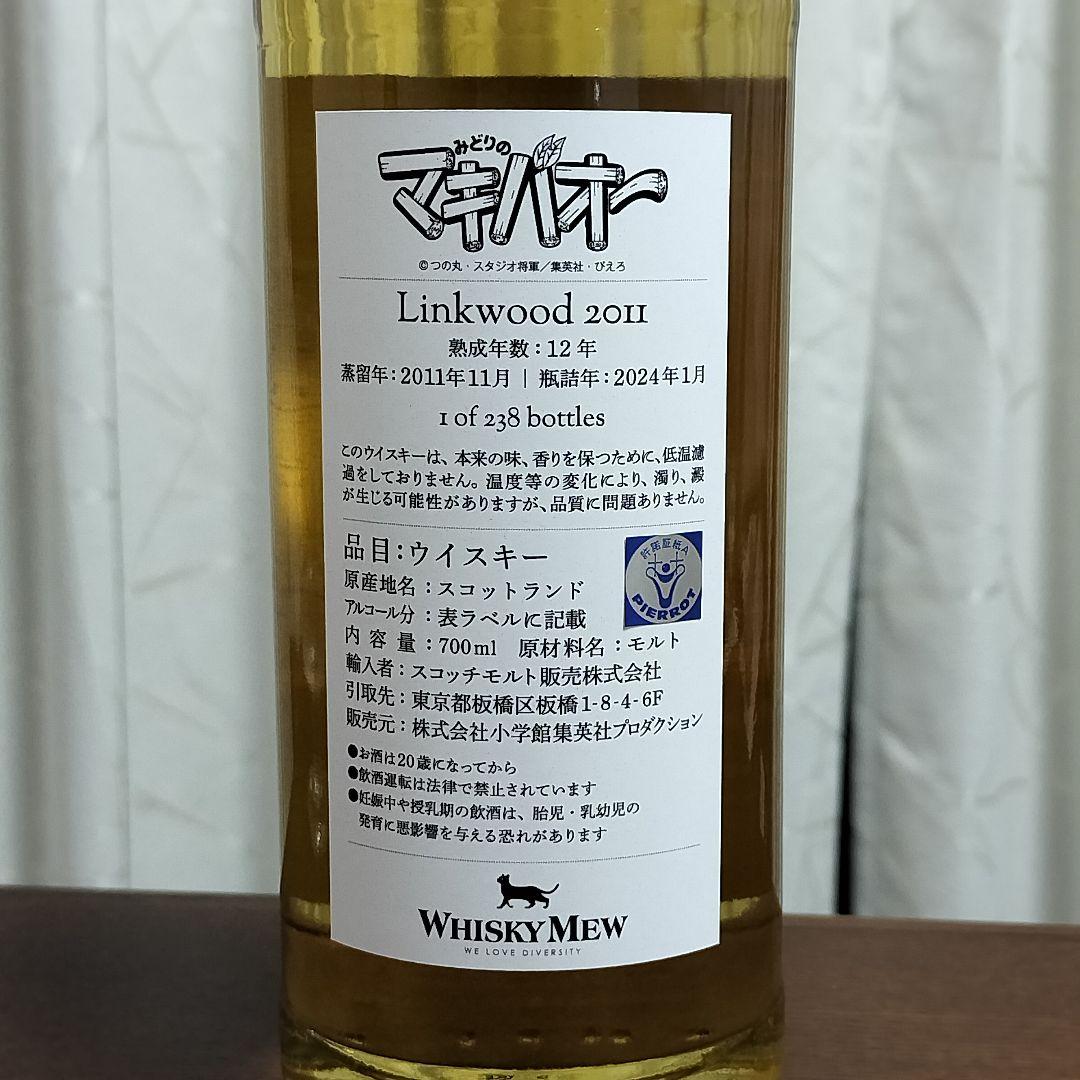 みどりの
マキバオー
©つの丸・スタジオ将軍／集英社・ぴえろ
Linkwood 2011
熟成年数：12年
蒸留年：2011年11月 | 瓶詰年：2024年1月
1 of 238 bottles
このウイスキーは、本来の味、香りを保つために、低温濾
過をしておりません。温度等の変化により、濁り、澱
が生じる可能性がありますが、品質に問題ありません。
品目：ウイスキー
原産地名：スコットランド
アルコール分：表ラベルに記載
内容量：700ml 原材料名：モルト
輸入者：スコッチモルト販売株式会社
引取先：東京都板橋区板橋1-8-4-6F
販売元：株式会社小学館集英社プロダクション
許諾証紙A
PIERROT
●お酒は20歳になってから
●飲酒運転は法律で禁止されています
●妊娠中や授乳期の飲酒は、胎児・乳幼児の
発育に悪影響を与える恐れがあります
WHISKY MEW
WE LOVE DIVERSITY